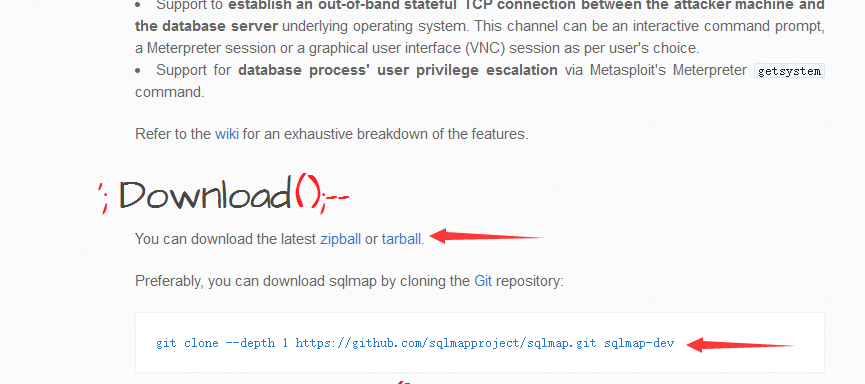 • Support to establish an out-of-band stateful TCP connection between the attacker machine and
the database server underlying operating system. This channel can be an interactive command prompt,
a Meterpreter session or a graphical user interface (VNC) session as per user's choice.
• Support for database process' user privilege escalation via Metasploit's Meterpreter getsystem
command.
Refer to the wiki for an exhaustive breakdown of the features.
'; Download();--
You can download the latest zipball or tarball.
Preferably, you can download sqlmap by cloning the Git repository:
git clone --depth 1 https://github.com/sqlmapproject/sqlmap.git sqlmap-dev